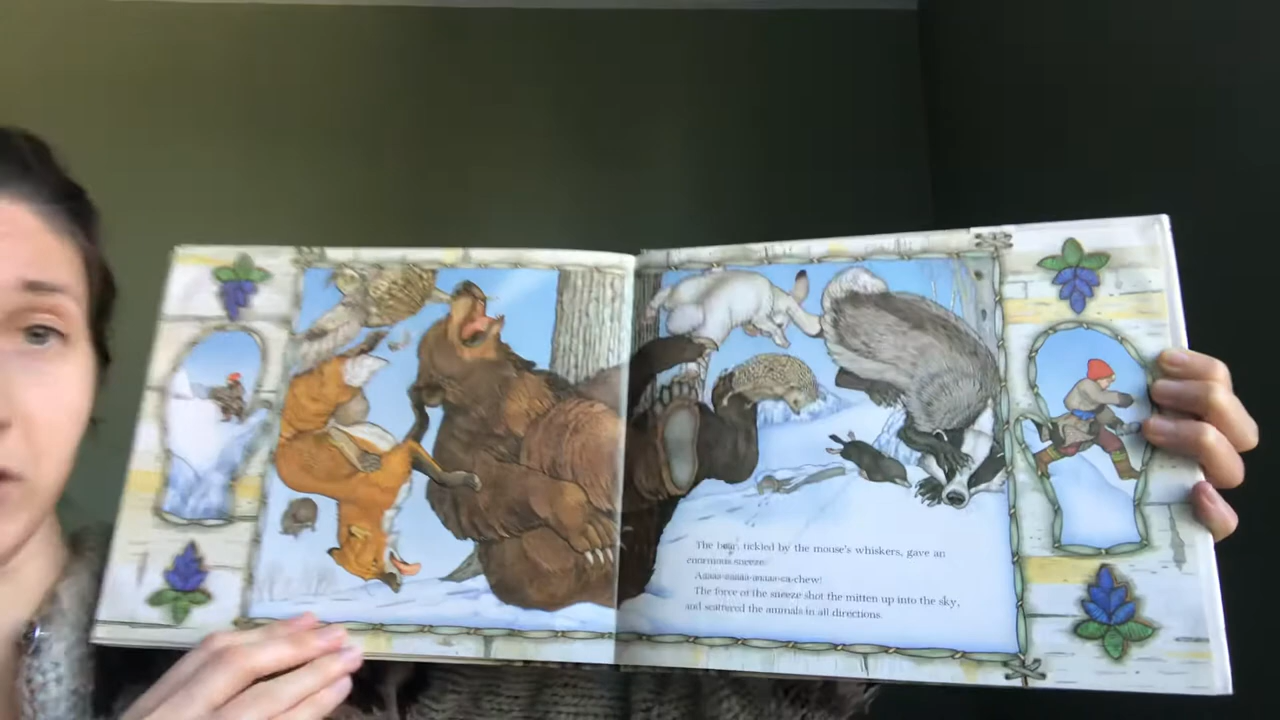 The bear, tickled by the mouse's whiskers, gave an
enormous sneeze.
Aaaaa-aaaaa-aaaaa-ca-chew!
The force of the sneeze shot the mitten up into the sky,
and scattered the animals in all directions.